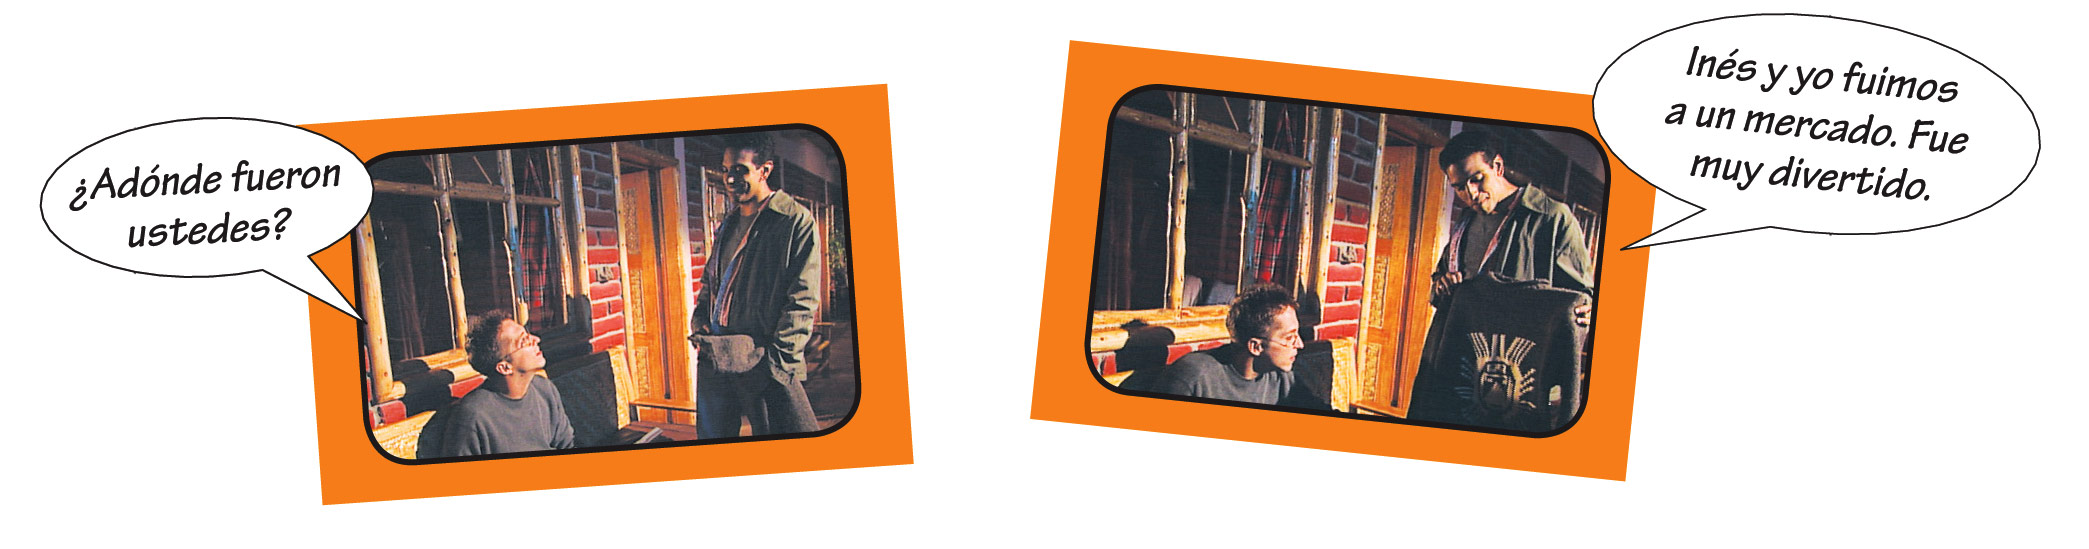 ¿Adónde fueron
ustedes?
Inés y yo fuimos
a un mercado. Fue
muy divertido.